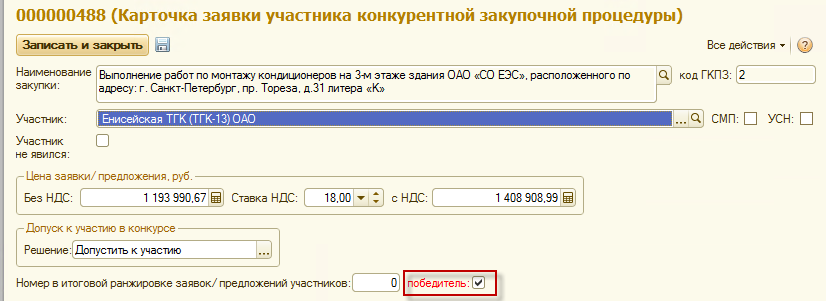 000000488 (Карточка заявки участника конкурентной закупочной процедуры)
Записать и закрыть Все действия
Наименование закупки: Выполнение работ по монтажу кондиционеров на 3-м этаже здания ОАО «СО ЕЭС», расположенного по код ГКПЗ: 2
адресу: г. Санкт-Петербург, пр. Тореза, д.31 литера «К»
Участник: Енисейская ТГК (ТГК-13) ОАО ... СМП: УСН:
Участник
не явился:
Цена заявки/ предложения, руб.
Без НДС: 1 193 990,67 Ставка НДС: 18,00 с НДС: 1 408 908,99
Допуск к участию в конкурсе
Решение: Допустить к участию ...
Номер в итоговой ранжировке заявок/ предложений участников: 0 победитель: